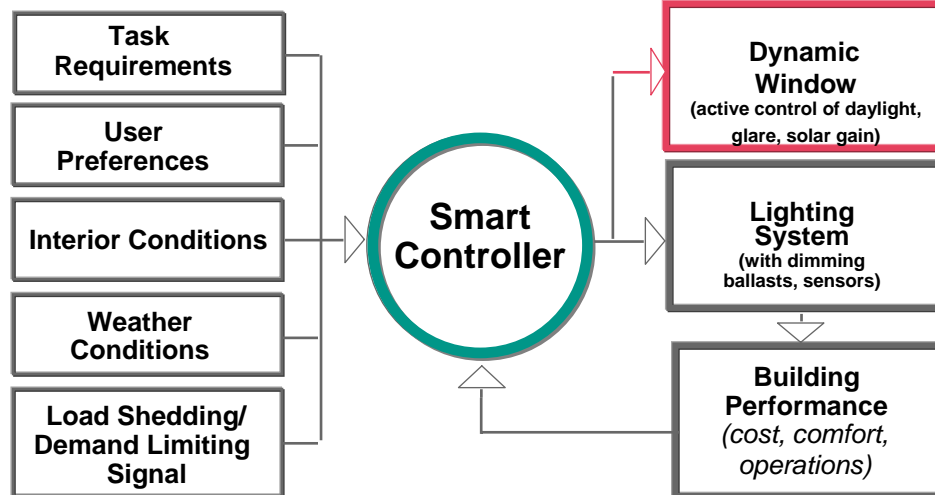 Task
Requirements
User
Preferences
Interior Conditions
Weather
Conditions
Load Shedding/
Demand Limiting
Signal
Smart
Controller
Dynamic
Window
(active control of daylight,
glare, solar gain)
Lighting
System
(with dimming
ballasts, sensors)
Building
Performance
(cost, comfort,
operations)